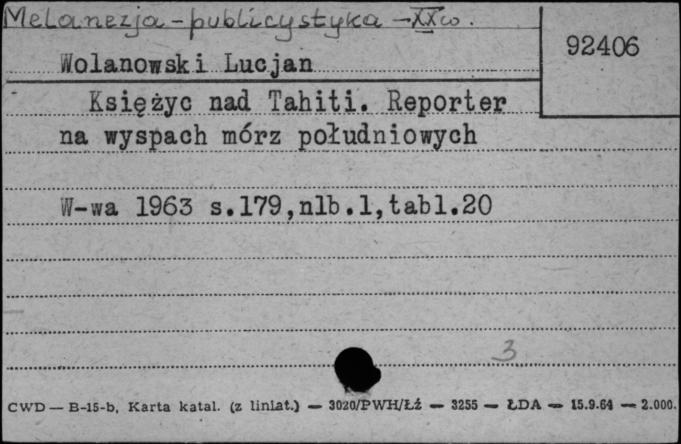 Melanezja – publicystyka – XX w.
92406
Wolanowski Lucjan
Księżyc nad Tahiti. Reporter
na wyspach mórz południowych
W-wa 1963 s.179,nlb.1,tabl.20
3
CWD — B-15-b, Karta katal. (z liniat.) — 3020/PWH/Łź — 3255 — ŁDA — 15.9.64 — 2.000.